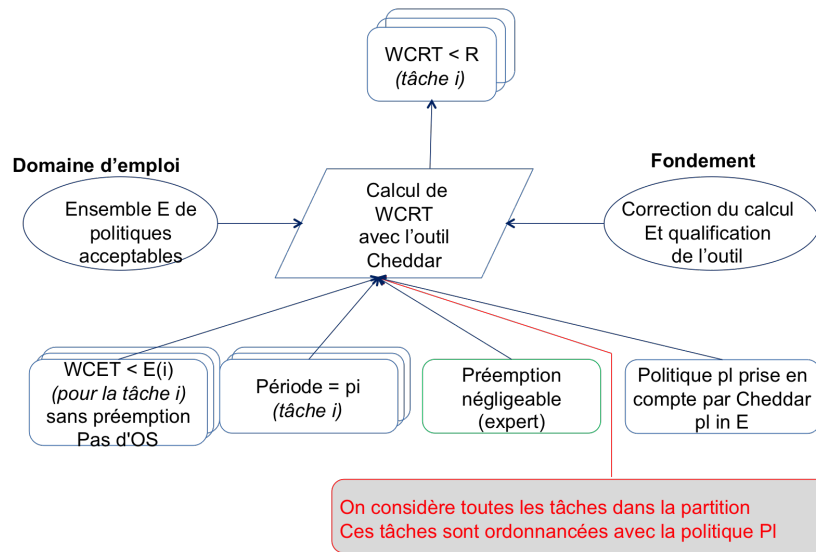 WCRT < R
(tâche i)
Domaine d'emploi
Fondement
Ensemble E de
politiques
acceptables
Calcul de
WCRT
avec l'outil
Cheddar
Correction du calcul
Et qualification
de l'outil
WCET < E(i)
(pour la tâche i)
sans préemption
Pas d'OS
Période = pi
(tâche i)
Préemption
négligeable
(expert)
Politique pl prise en
compte par Cheddar
pl in E
On considère toutes les tâches dans la partition
Ces tâches sont ordonnancées avec la politique Pl